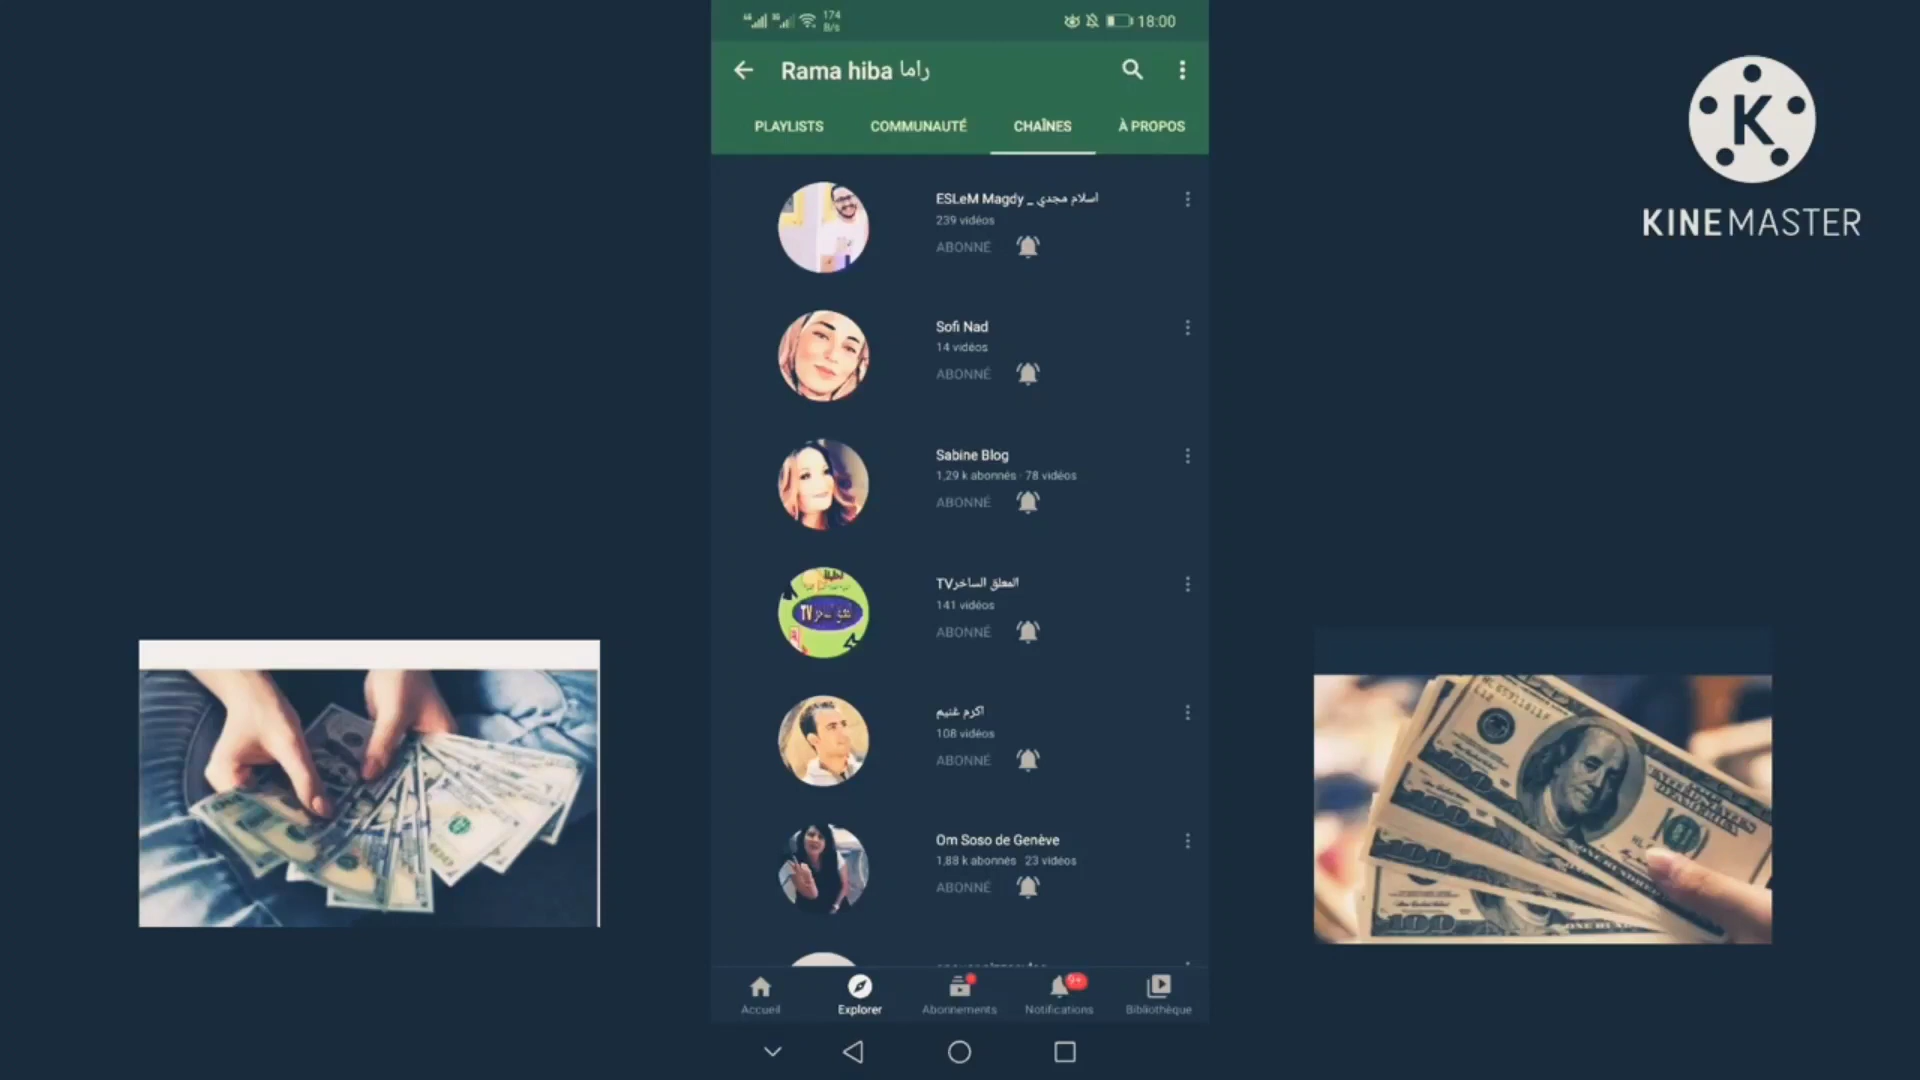 174
B/s
18:00
Rama hiba راما
PLAYLISTS
COMMUNAUTÉ
CHAÎNES
À PROPOS
K
KINEMASTER
ESLeM Magdy _ اسلام مجدي
239 vidéos
ABONNÉ
Sofi Nad
14 vidéos
ABONNÉ
Sabine Blog
1,29 k abonnés · 78 vidéos
ABONNÉ
المعلق الساخرTV
141 vidéos
ABONNÉ
اكرم غنيم
108 vidéos
ABONNÉ
Om Soso de Genève
1,88 k abonnés · 23 vidéos
ABONNÉ
Accueil
Explorer
Abonnements
9+
Notifications
Bibliothèque